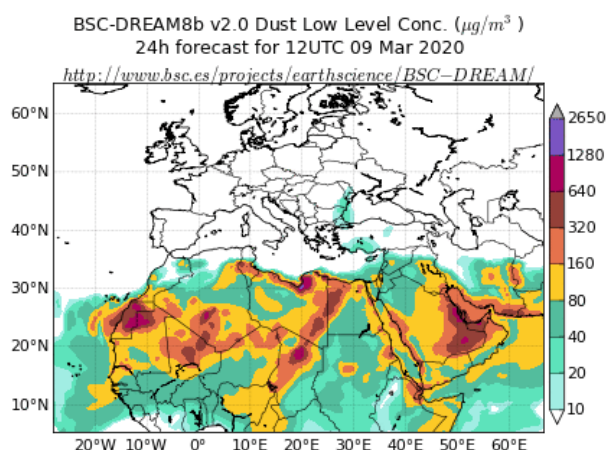 BSC-DREAM8b v2.0 Dust Low Level Conc. (μg/m³ )
24h forecast for 12UTC 09 Mar 2020
http://www.bsc.es/projects/earthscience/BSC−DREAM/
60°N
50°N
40°N
30°N
20°N
10°N
20°W 10°W 0° 10°E 20°E 30°E 40°E 50°E 60°E
2650
1280
640
320
160
80
40
20
10